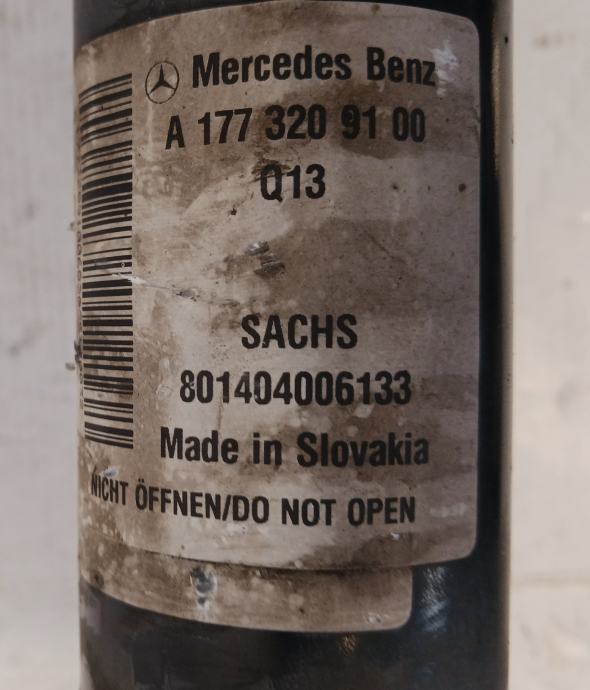 Mercedes Benz
A 177 320 91 00
Q13
SACHS
801404006133
Made in Slovakia
NICHT ÖFFNEN/DO NOT OPEN